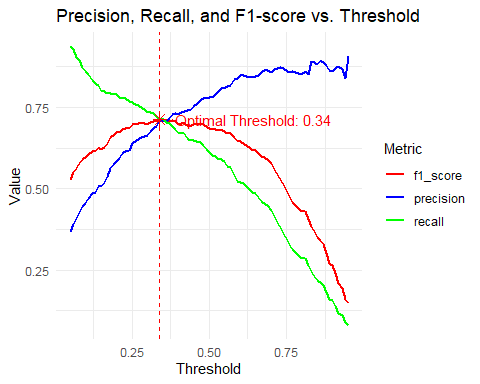 Precision, Recall, and F1-score vs. Threshold
Value
0.75
0.50
0.25
Optimal Threshold: 0.34
0.25
0.50
0.75
Threshold
Metric
f1_score
precision
recall